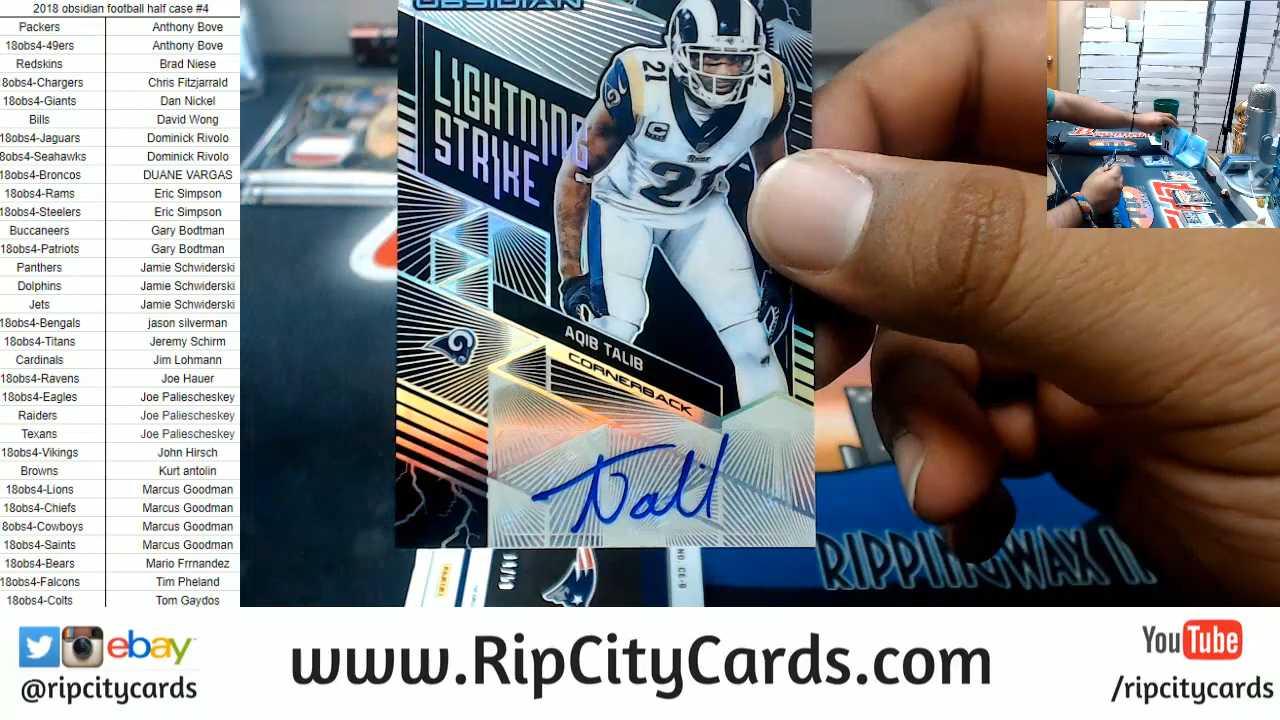 2018 obsidian football half case #4
Packers Anthony Bove
18obs4-49ers Anthony Bove
Redskins Brad Niese
8obs4-Chargers Chris Fitzjarrald
18obs4-Giants Dan Nickel
Bills David Wong
18obs4-Jaguars Dominick Rivolo
8obs4-Seahawks Dominick Rivolo
18obs4-Broncos DUANE VARGAS
18obs4-Rams Eric Simpson
18obs4-Steelers Eric Simpson
Buccaneers Gary Bodtman
18obs4-Patriots Gary Bodtman
Panthers Jamie Schwiderski
Dolphins Jamie Schwiderski
Jets Jamie Schwiderski
18obs4-Bengals jason silverman
18obs4-Titans Jeremy Schirm
Cardinals Jim Lohmann
18obs4-Ravens Joe Hauer
18obs4-Eagles Joe Paliescheskey
Raiders Joe Paliescheskey
Texans Joe Paliescheskey
18obs4-Vikings John Hirsch
Browns Kurt antolin
18obs4-Lions Marcus Goodman
18obs4-Chiefs Marcus Goodman
8obs4-Cowboys Marcus Goodman
18obs4-Saints Marcus Goodman
18obs4-Bears Mario Frrnandez
18obs4-Falcons Tim Pheland
18obs4-Colts Tom Gaydos
OBSIDIAN
LIGHTNING
STRIKE
21
C
21
AQIB TALIB
CORNERBACK
NO. CE-9
RIPPINGWAX
ebay
@ripcitycards
www.RipCityCards.com
YouTube
/ripcitycards